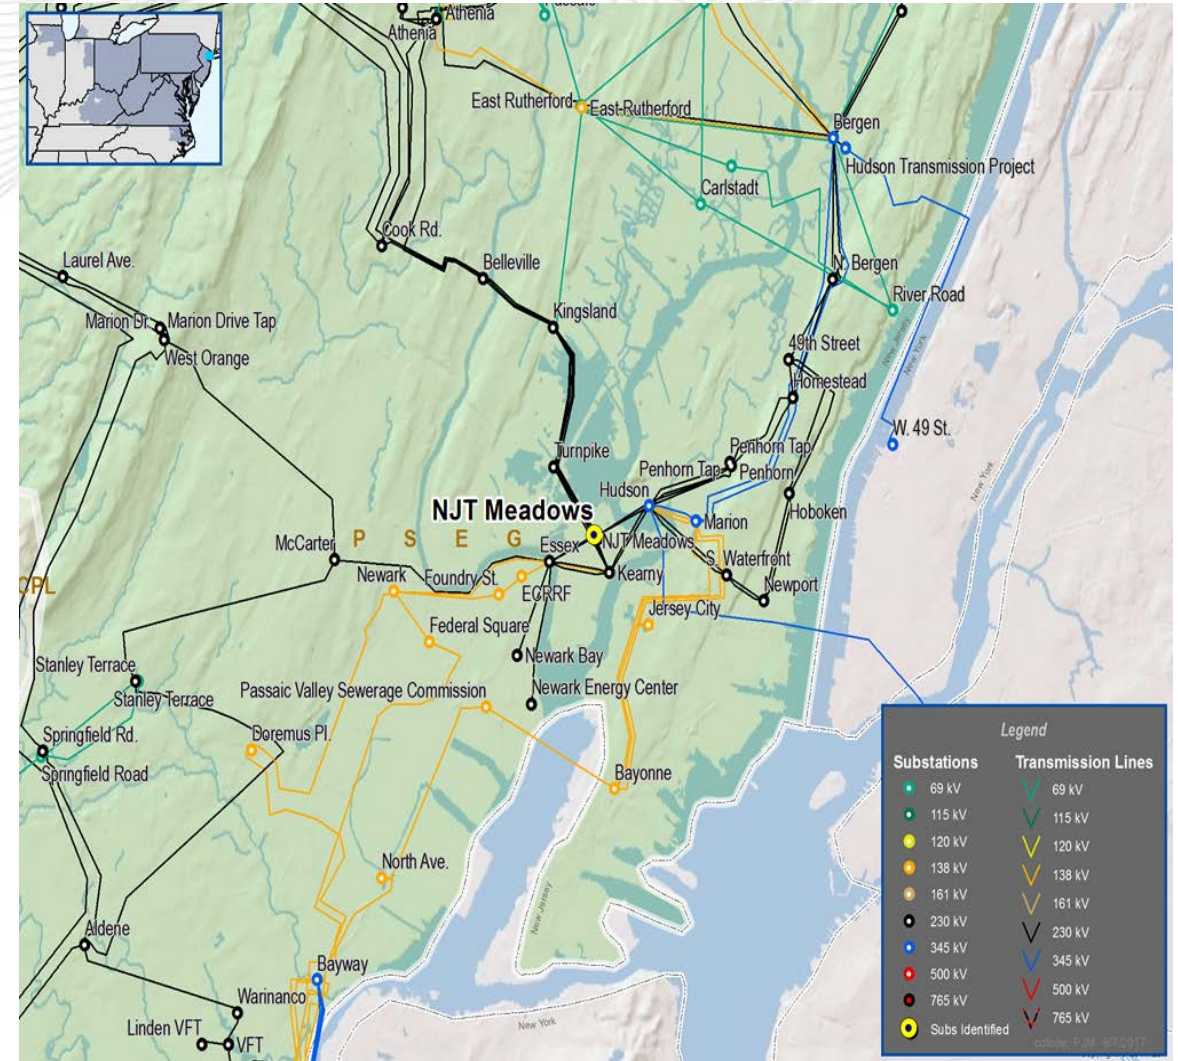 Athenia
Athenia
East Rutherford
East Rutherford
Bergen
Hudson Transmission Project
Carlstadt
Cook Rd.
Laurel Ave.
Belleville
N. Bergen
River Road
Marion Dr.
Marion Drive Tap
Kingsland
New Jersey
New York
West Orange
49th Street
Homestead
W. 49 St.
Turnpike
Penhorn Tap
Penhorn Tap
Penhorn
New York
Hudson
NJT Meadows
Hoboken
Marion
McCarter
P S E G
Essex
NJT Meadows
S. Waterfront
Newark
Foundry St.
Kearny
Newport
CPL
ECRRF
Jersey City
Federal Square
Stanley Terrace
Newark Bay
Stanley Terrace
Passaic Valley Sewerage Commission
Newark Energy Center
Springfield Rd.
Doremus Pl.
Springfield Road
Bayonne
North Ave.
New Jersey
Aldene
Bayway
Warinanco
Linden VFT
VFT
New York
Legend
Substations
69 kV
115 kV
120 kV
138 kV
161 kV
230 kV
345 kV
500 kV
765 kV
Subs Identified
Transmission Lines
69 kV
115 kV
120 kV
138 kV
161 kV
230 kV
345 kV
500 kV
765 kV